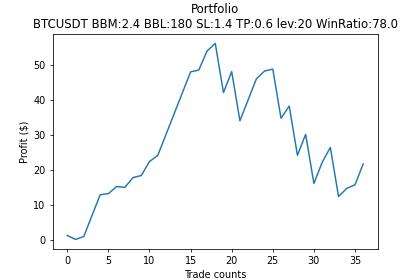 Portfolio
BTCUSDT BBM:2.4 BBL:180 SL:1.4 TP:0.6 lev:20 WinRatio:78.0
Profit ($)
50
40
30
20
10
0
0 5 10 15 20 25 30 35
Trade counts